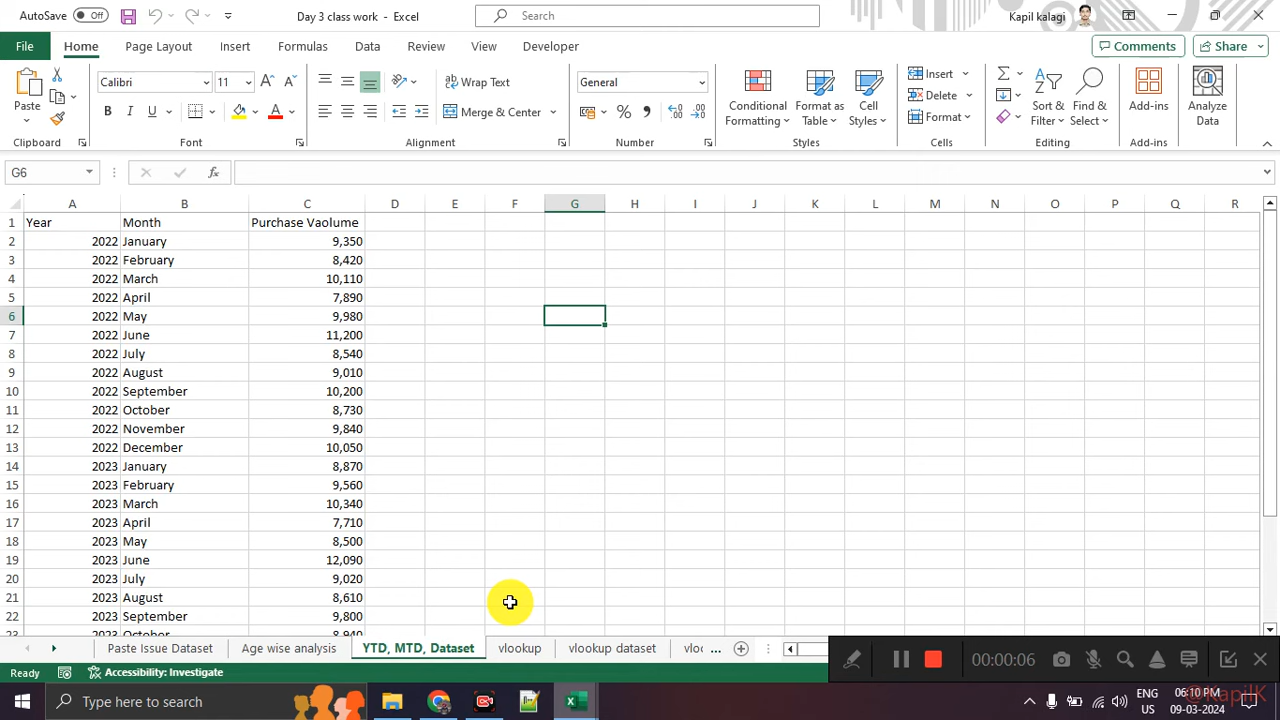 AutoSave Off Day 3 class work - Excel Search Kapil kalagi
File Home Page Layout Insert Formulas Data Review View Developer Comments Share
Paste Calibri 11 Wrap Text General Conditional Formatting Format as Table Cell Styles Insert Delete Format Sort & Filter Find & Select Add-ins Analyze Data
B I U Merge & Center
Clipboard Font Alignment Number Styles Cells Editing Add-ins
G6 fx
A B C D E F G H I J K L M N O P Q R
1 Year Month Purchase Vaolume
2 2022 January 9,350
3 2022 February 8,420
4 2022 March 10,110
5 2022 April 7,890
6 2022 May 9,980
7 2022 June 11,200
8 2022 July 8,540
9 2022 August 9,010
10 2022 September 10,200
11 2022 October 8,730
12 2022 November 9,840
13 2022 December 10,050
14 2023 January 8,870
15 2023 February 9,560
16 2023 March 10,340
17 2023 April 7,710
18 2023 May 8,500
19 2023 June 12,090
20 2023 July 9,020
21 2023 August 8,610
22 2023 September 9,800
23 2023 October 8,940
Paste Issue Dataset Age wise analysis YTD, MTD, Dataset vlookup vlookup dataset vlo ...
00:00:06
Ready Accessibility: Investigate
Type here to search ENG US 06:10 PM 09-03-2024
@KapilK